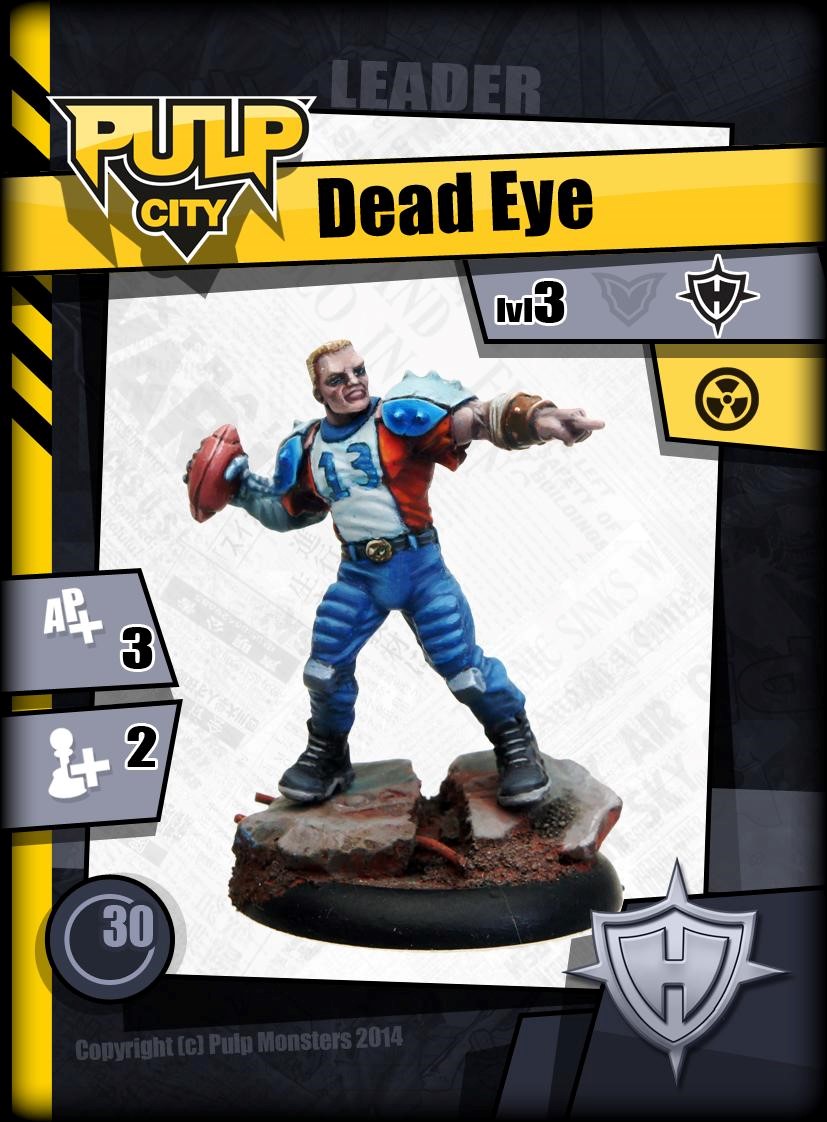 LEADER
PULP
CITY
Dead Eye
lvl3
13
AP+
3
2
30
H
H
Copyright (c) Pulp Monsters 2014